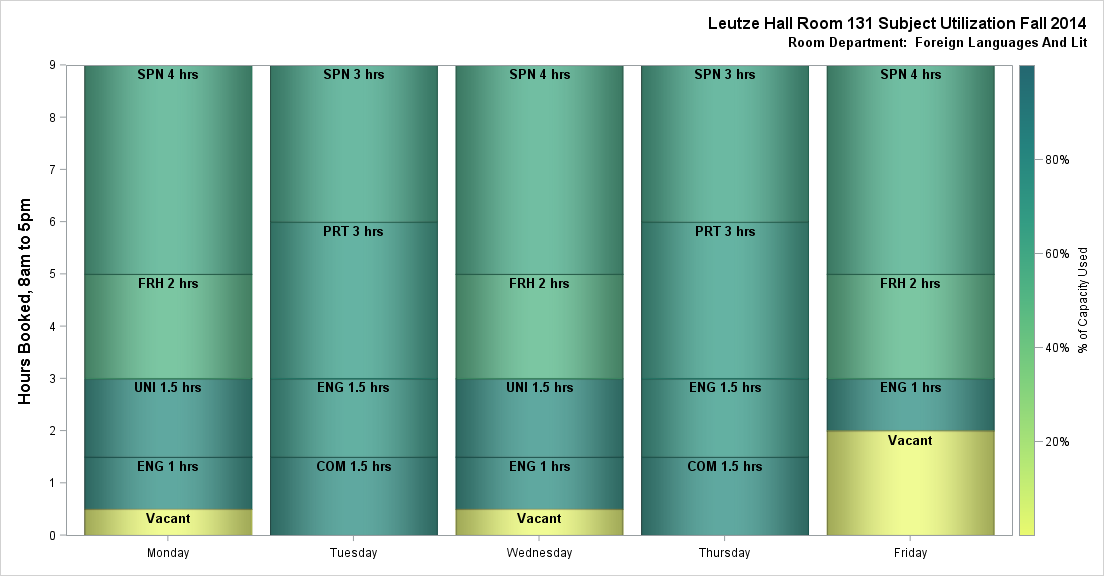 Leutze Hall Room 131 Subject Utilization Fall 2014
Room Department:  Foreign Languages And Lit
Hours Booked, 8am to 5pm
9
8
7
6
5
4
3
2
1
0
SPN 4 hrs
FRH 2 hrs
UNI 1.5 hrs
ENG 1 hrs
Vacant
Monday
SPN 3 hrs
PRT 3 hrs
ENG 1.5 hrs
COM 1.5 hrs
Tuesday
SPN 4 hrs
FRH 2 hrs
UNI 1.5 hrs
ENG 1 hrs
Vacant
Wednesday
SPN 3 hrs
PRT 3 hrs
ENG 1.5 hrs
COM 1.5 hrs
Thursday
SPN 4 hrs
FRH 2 hrs
ENG 1 hrs
Vacant
Friday
80%
60%
40%
20%
% of Capacity Used